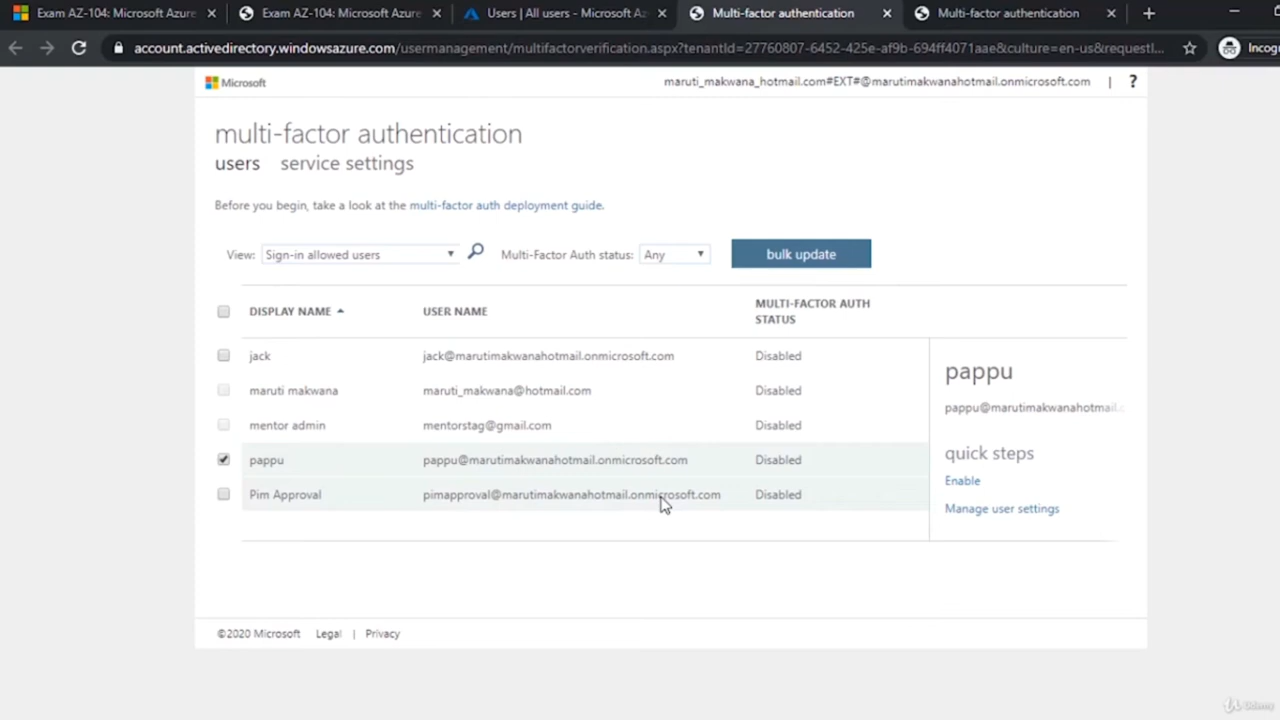 Exam AZ-104: Microsoft Azure
Exam AZ-104: Microsoft Azure
Users | All users - Microsoft Az
Multi-factor authentication
Multi-factor authentication
account.activedirectory.windowsazure.com/usermanagement/multifactorverification.aspx?tenantId=27760807-6452-425e-af9b-694ff4071aae&culture=en-us&requestI...
Incog
Microsoft
maruti_makwana_hotmail.com#EXT#@marutimakwanahotmail.onmicrosoft.com | ?
multi-factor authentication
users service settings
Before you begin, take a look at the multi-factor auth deployment guide.
View: Sign-in allowed users Multi-Factor Auth status: Any bulk update
DISPLAY NAME USER NAME MULTI-FACTOR AUTH STATUS
jack jack@marutimakwanahotmail.onmicrosoft.com Disabled
maruti makwana maruti_makwana@hotmail.com Disabled
mentor admin mentorstag@gmail.com Disabled
pappu pappu@marutimakwanahotmail.onmicrosoft.com Disabled
Pim Approval pimapproval@marutimakwanahotmail.onmicrosoft.com Disabled
pappu
pappu@marutimakwanahotmail.c
quick steps
Enable
Manage user settings
©2020 Microsoft Legal | Privacy
Udemy